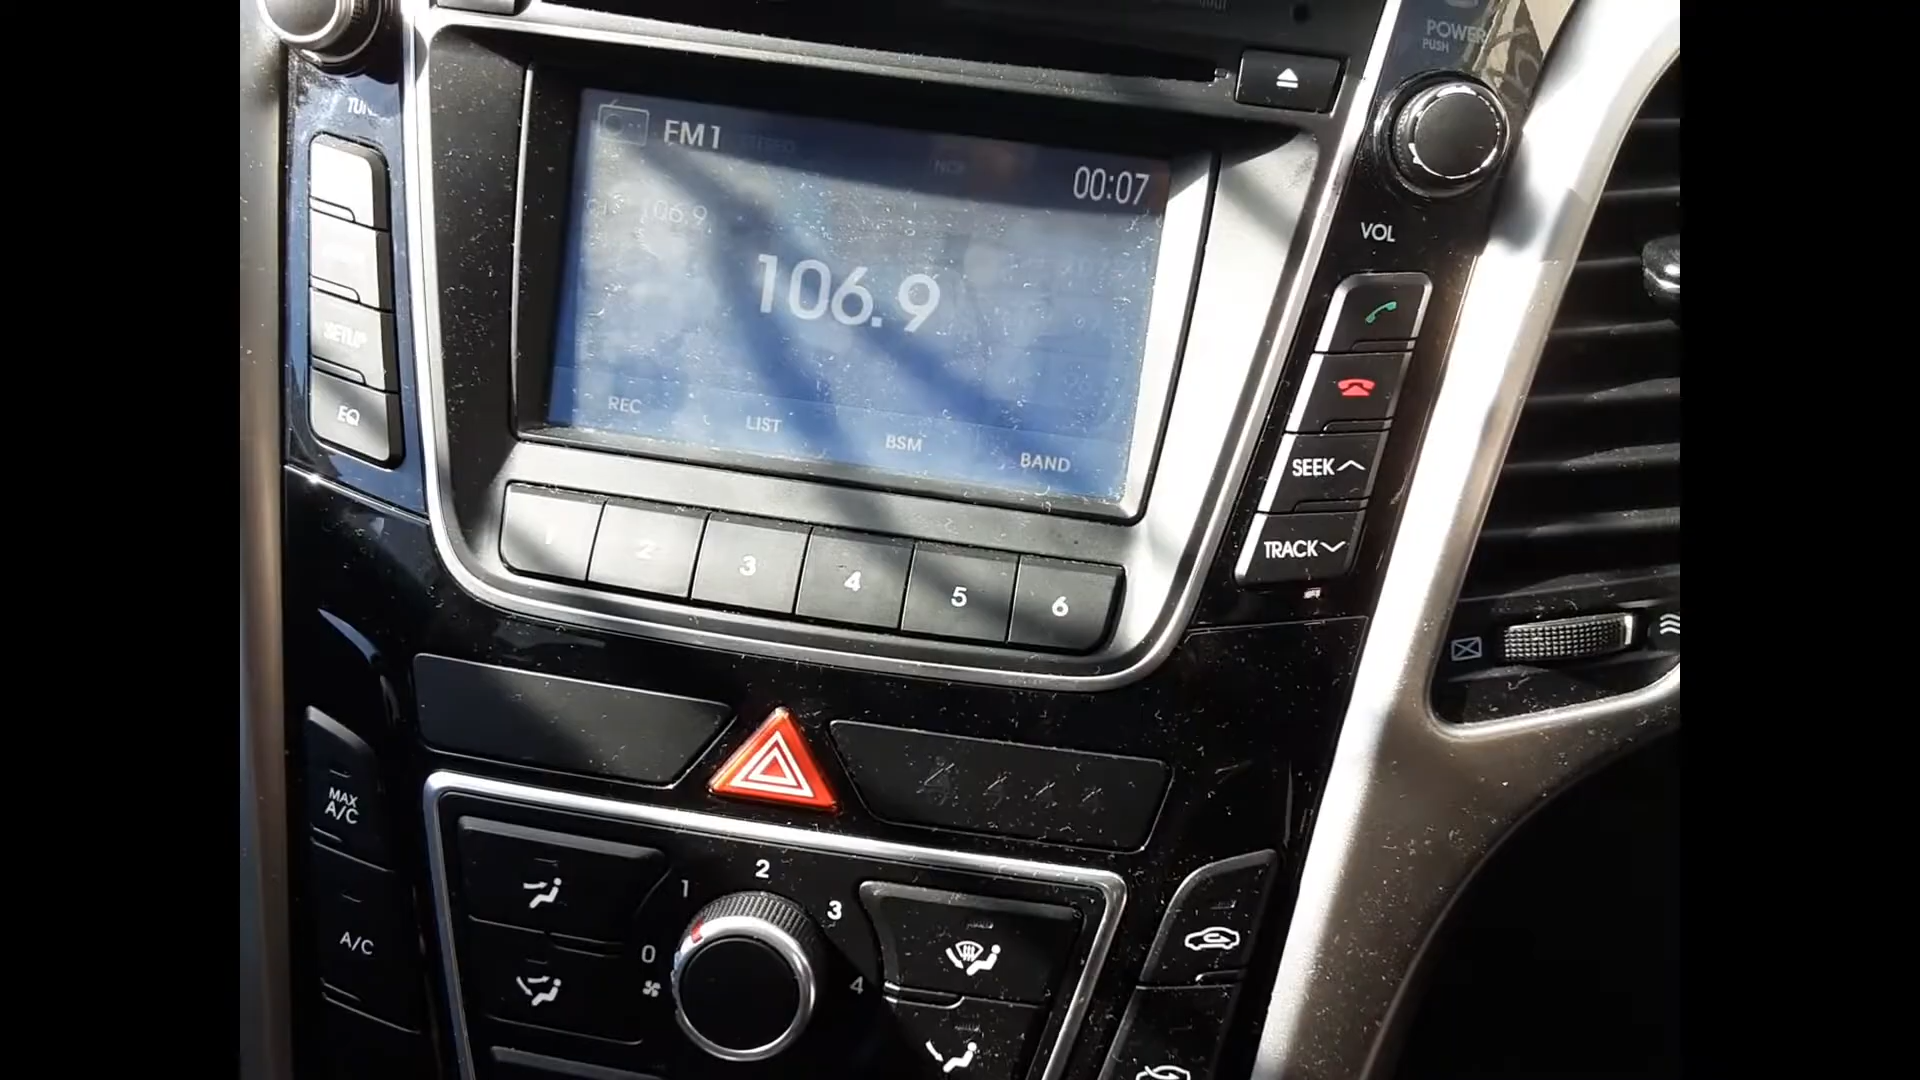 POWER
PUSH
FM1
STEREO
00:07
106.9
106.9
VOL
SETUP
EQ
REC
LIST
BSM
BAND
SEEK
TRACK
1
2
3
4
5
6
MAX
A/C
A/C
0
1
2
3
4